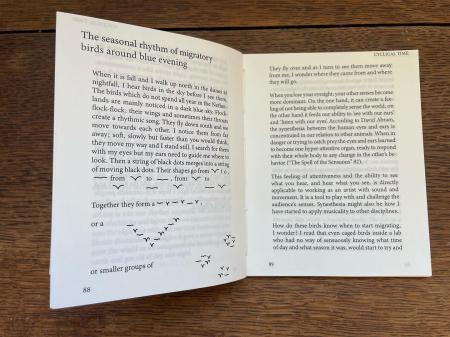 The seasonal rhythm of migratory
birds around blue evening
When it is fall and I walk up north in the dunes at
nightfall, I hear birds in the sky before I see them.
The birds which do not spend all year in the Nether-
lands are mainly noticed in a dark blue sky. Flock-
flock-flock; their wings and sometimes their throats
create a rhythmic song. They fly down south and we
move towards each other. I notice them from far
away; soft, slowly but faster than you would think,
they move my way and I stand still. I search for them
with my eyes but my ears need to guide me where to
look. Then a string of black dots merges into a string
of moving black dots. Their shapes go from to
from to , from to
Together they form a
or a
or smaller groups of
88
CYCLICAL TIME
They fly over and as I turn to see them move away
from me, I wonder where they came from and where
they will go.
When you lose your eyesight, your other senses become
more dominant. On the one hand, it can create a feel-
ing of not being able to completely sense the world, on
the other hand it feeds our ability to 'see with our ears'
and 'listen with our eyes'. According to David Abram,
the synesthesia between the human eyes and ears is
concentrated in our relation to other animals. When in
danger or trying to catch prey the eyes and ears learned
to become one hyper-attentive organ, ready to respond
with their whole body to any change in the other's be-
havior ("The Spell of the Sensuous" 82).
This feeling of attentiveness and the ability to see
what you hear, and hear what you see, is directly
applicable to working as an artist with sound and
movement. It is a tool to play with and challenge the
audience's senses. Synesthesia might also be how I
have started to apply musicality to other disciplines.
How do these birds know when to start migrating,
I wonder? I read that even caged birds inside a lab
who had no way of sensuously knowing what time
of day and what season it was, would start to try and
89